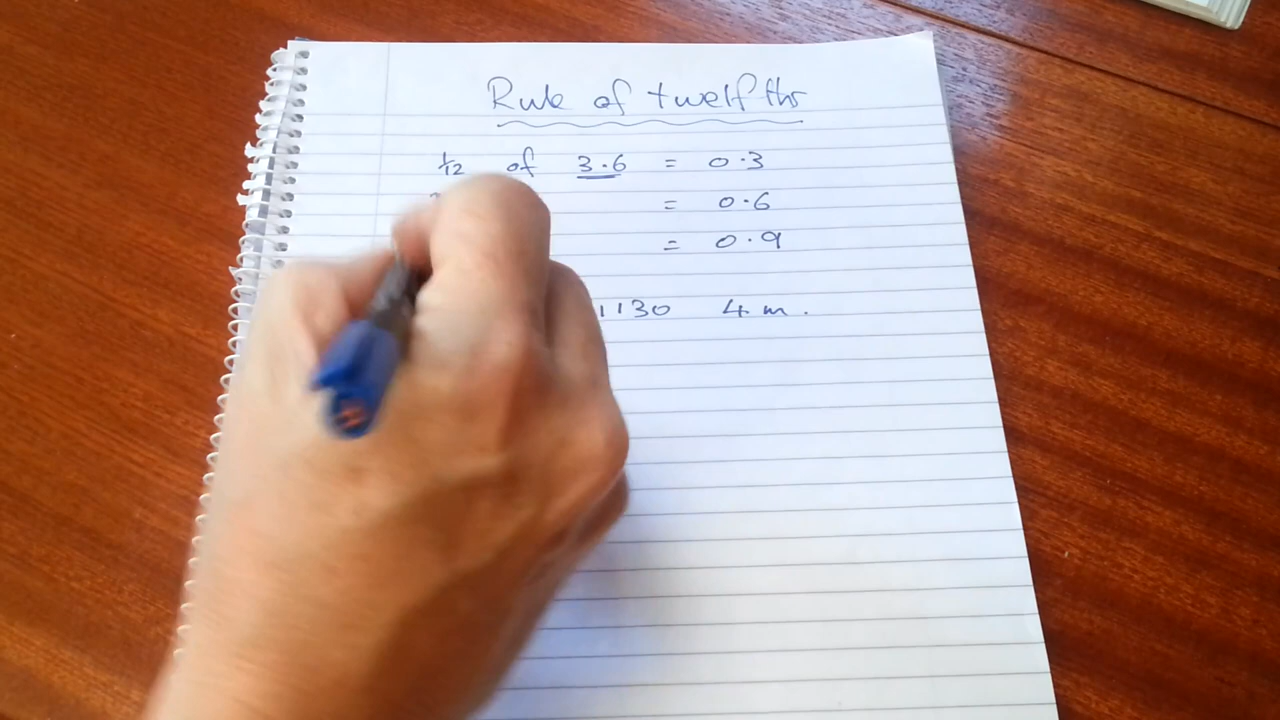 Rule of twelfths
1/12 of 3.6 = 0.3
= 0.6
= 0.9
1130 4 m.